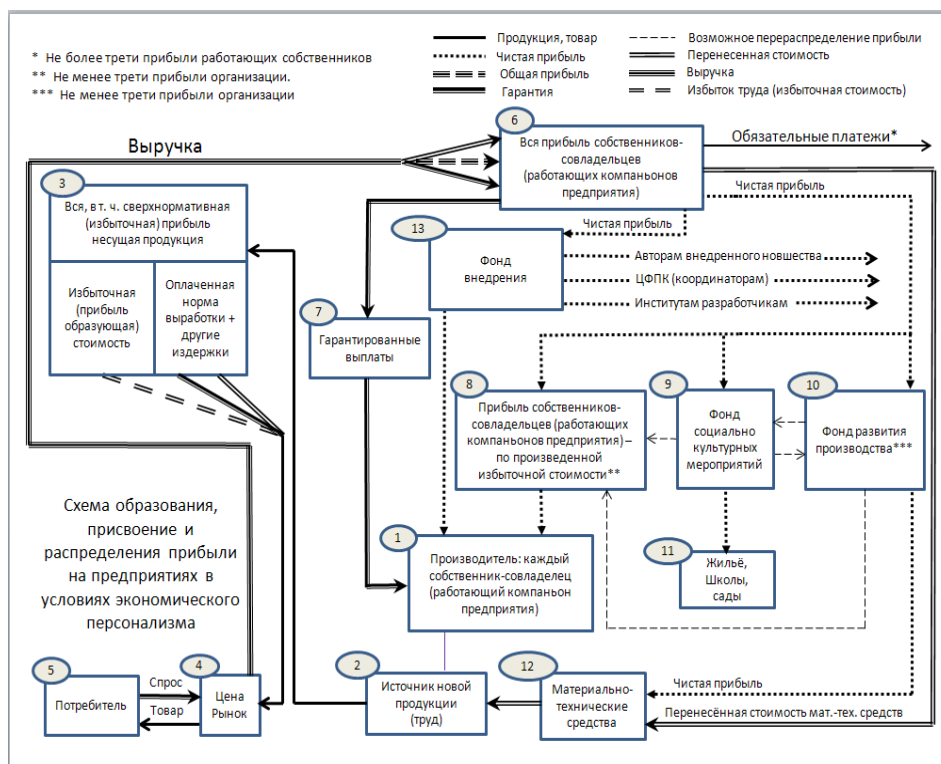 * Не более трети прибыли работающих собственников
** Не менее трети прибыли организации.
*** Не менее трети прибыли организации
Продукция, товар
Чистая прибыль
Общая прибыль
Гарантия
Возможное перераспределение прибыли
Перенесенная стоимость
Выручка
Избыток труда (избыточная стоимость)
Выручка
6
Вся прибыль собственников-
совладельцев
(работающих компаньонов
предприятия)
Обязательные платежи*
Чистая прибыль
3
Вся, в т. ч. сверхнормативная
(избыточная) прибыль
несущая продукция
Избыточная
(прибыль
образующая)
стоимость
Оплаченная
норма
выработки +
другие
издержки
13
Фонд
внедрения
Чистая прибыль
Авторам внедренного новшества
ЦФПК (координаторам)
Институтам разработчикам
7
Гарантированные
выплаты
8
Прибыль собственников-
совладельцев (работающих
компаньонов предприятия) –
по произведенной
избыточной стоимости**
9
Фонд
социально
культурных
мероприятий
10
Фонд развития
производства***
Схема образования,
присвоение и
распределения прибыли
на предприятиях в
условиях экономического
персонализма
1
Производитель: каждый
собственник-совладелец
(работающий компаньон
предприятия)
11
Жильё,
Школы,
сады
5
Потребитель
Спрос
Товар
4
Цена
Рынок
2
Источник новой
продукции
(труд)
12
Материально-
технические
средства
Чистая прибыль
Перенесённая стоимость мат.-тех. средств